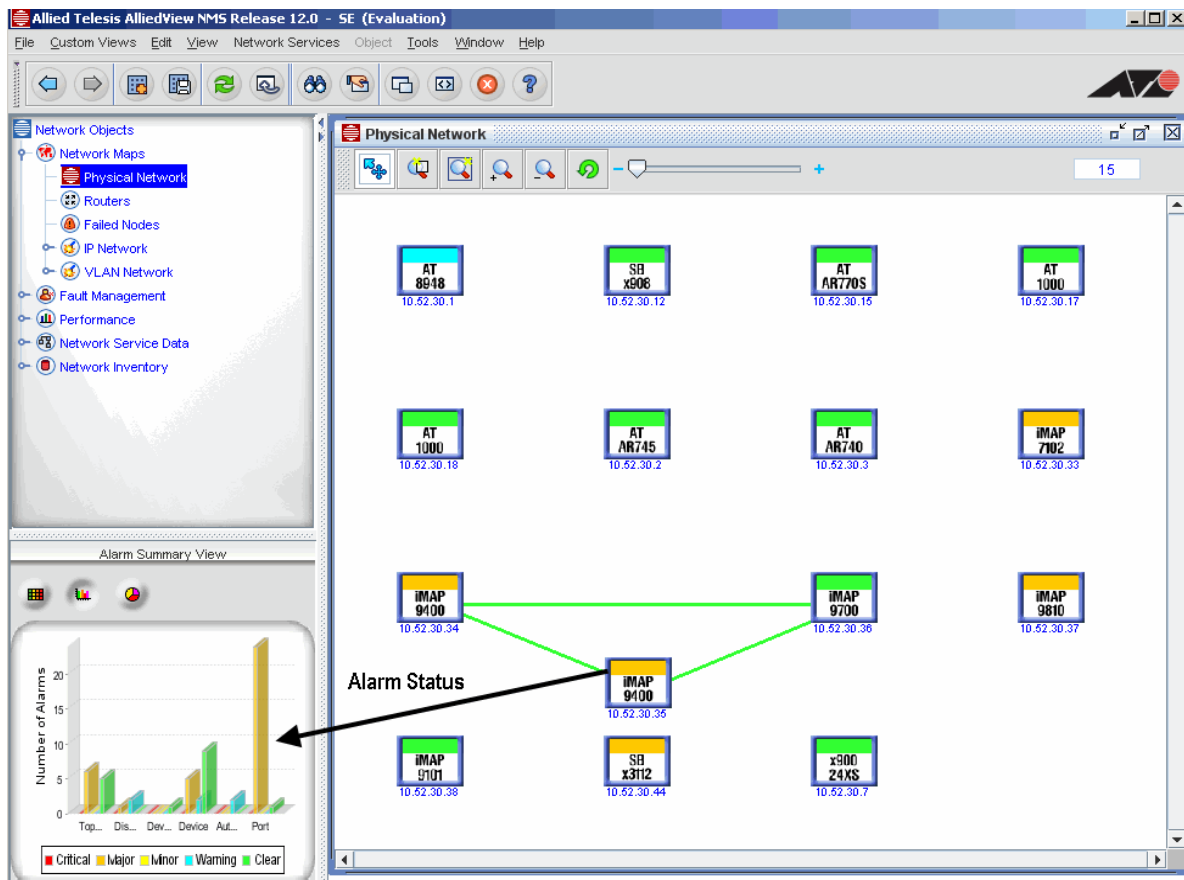 Allied Telesis AlliedView NMS Release 12.0 - SE (Evaluation)
File Custom Views Edit View Network Services Object Tools Window Help
Network Objects
Network Maps
Physical Network
Routers
Failed Nodes
IP Network
VLAN Network
Fault Management
Performance
Network Service Data
Network Inventory
Physical Network
15
AT 8948
10.52.30.1
SB x908
10.52.30.12
AT AR770S
10.52.30.15
AT 1000
10.52.30.17
AT 1000
10.52.30.18
AT AR745
10.52.30.2
AT AR740
10.52.30.3
iMAP 7102
10.52.30.33
iMAP 9400
10.52.30.34
iMAP 9700
10.52.30.36
iMAP 9810
10.52.30.37
iMAP 9400
10.52.30.35
iMAP 9101
10.52.30.38
SB x3112
10.52.30.44
x900 24XS
10.52.30.7
Alarm Status
Alarm Summary View
Number of Alarms
20
15
10
5
0
Top... Dis... Dev... Device Aut... Port
Critical Major Minor Warning Clear